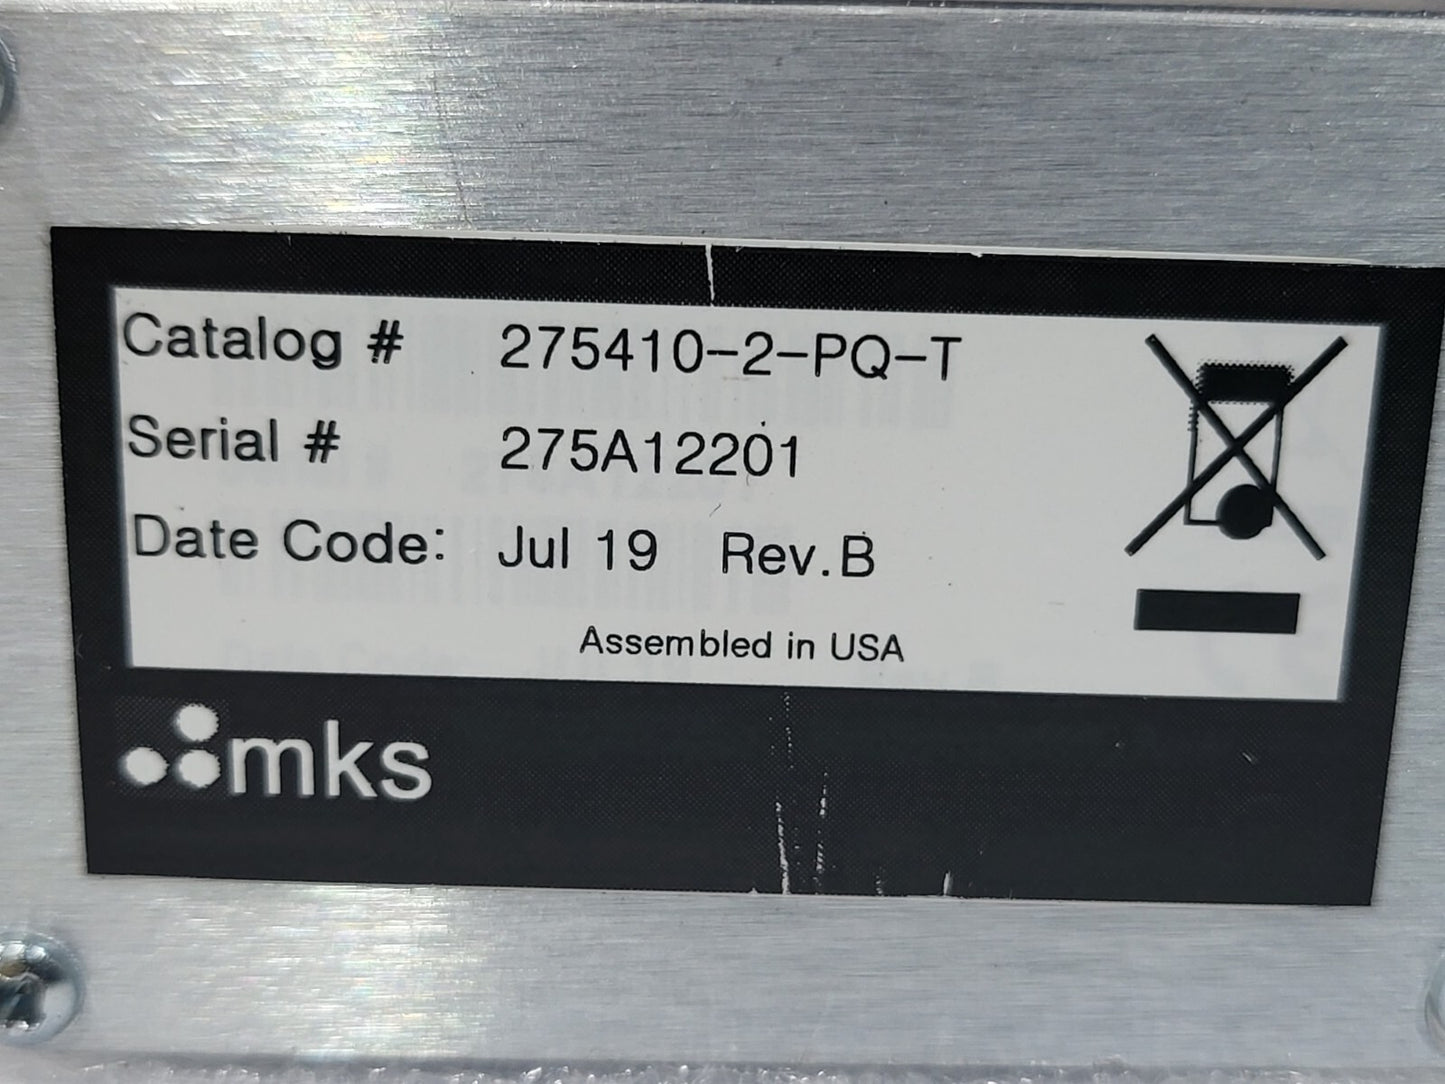 Catalog # 275410-2-PQ-T
Serial # 275A12201
Date Code: Jul 19 Rev.B
Assembled in USA
mks